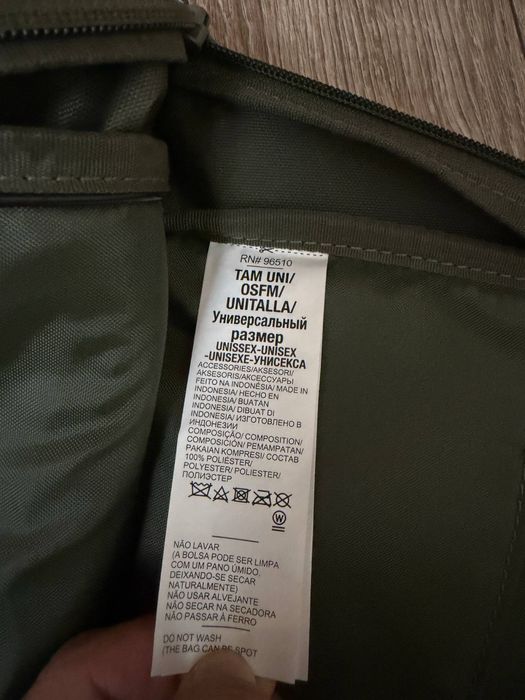 RN# 96510
TAM UNI/
OSFM/
UNITALLA/
Универсальный
размер
UNISSEX-UNISEX
-UNISEXE-УНИСЕКСА
ACCESSORIES/AKSESORI/
AKSESORIS/АКСЕССУАРЫ
FEITO NA INDONÉSIA/ MADE IN
INDONESIA/ HECHO EN
INDONESIA/ BUATAN
INDONESIA/ DIBUAT DI
INDONESIA/ ИЗГОТОВЛЕНО В
ИНДОНЕЗИИ
COMPOSIÇÃO/ COMPOSITION/
COMPOSICIÓN/ PEMAMPATAN/
PAKAIAN KOMPRESI/ СОСТАВ
100% POLIÉSTER/
POLYESTER/ POLIESTER/
ПОЛИЭСТЕР
W
NÃO LAVAR
(A BOLSA PODE SER LIMPA
COM UM PANO ÚMIDO,
DEIXANDO-SE SECAR
NATURALMENTE)
NÃO USAR ALVEJANTE
NÃO SECAR NA SECADORA
NÃO PASSAR À FERRO
DO NOT WASH
(THE BAG CAN BE SPOT